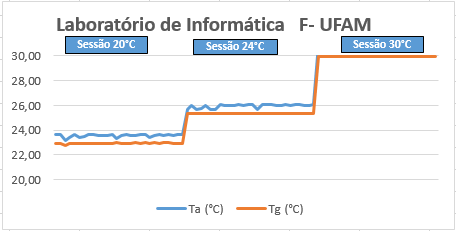 Laboratório de Informática F- UFAM
Sessão 20°C
Sessão 24°C
Sessão 30°C
30,00
28,00
26,00
24,00
22,00
20,00
Ta (°C)
Tg (°C)